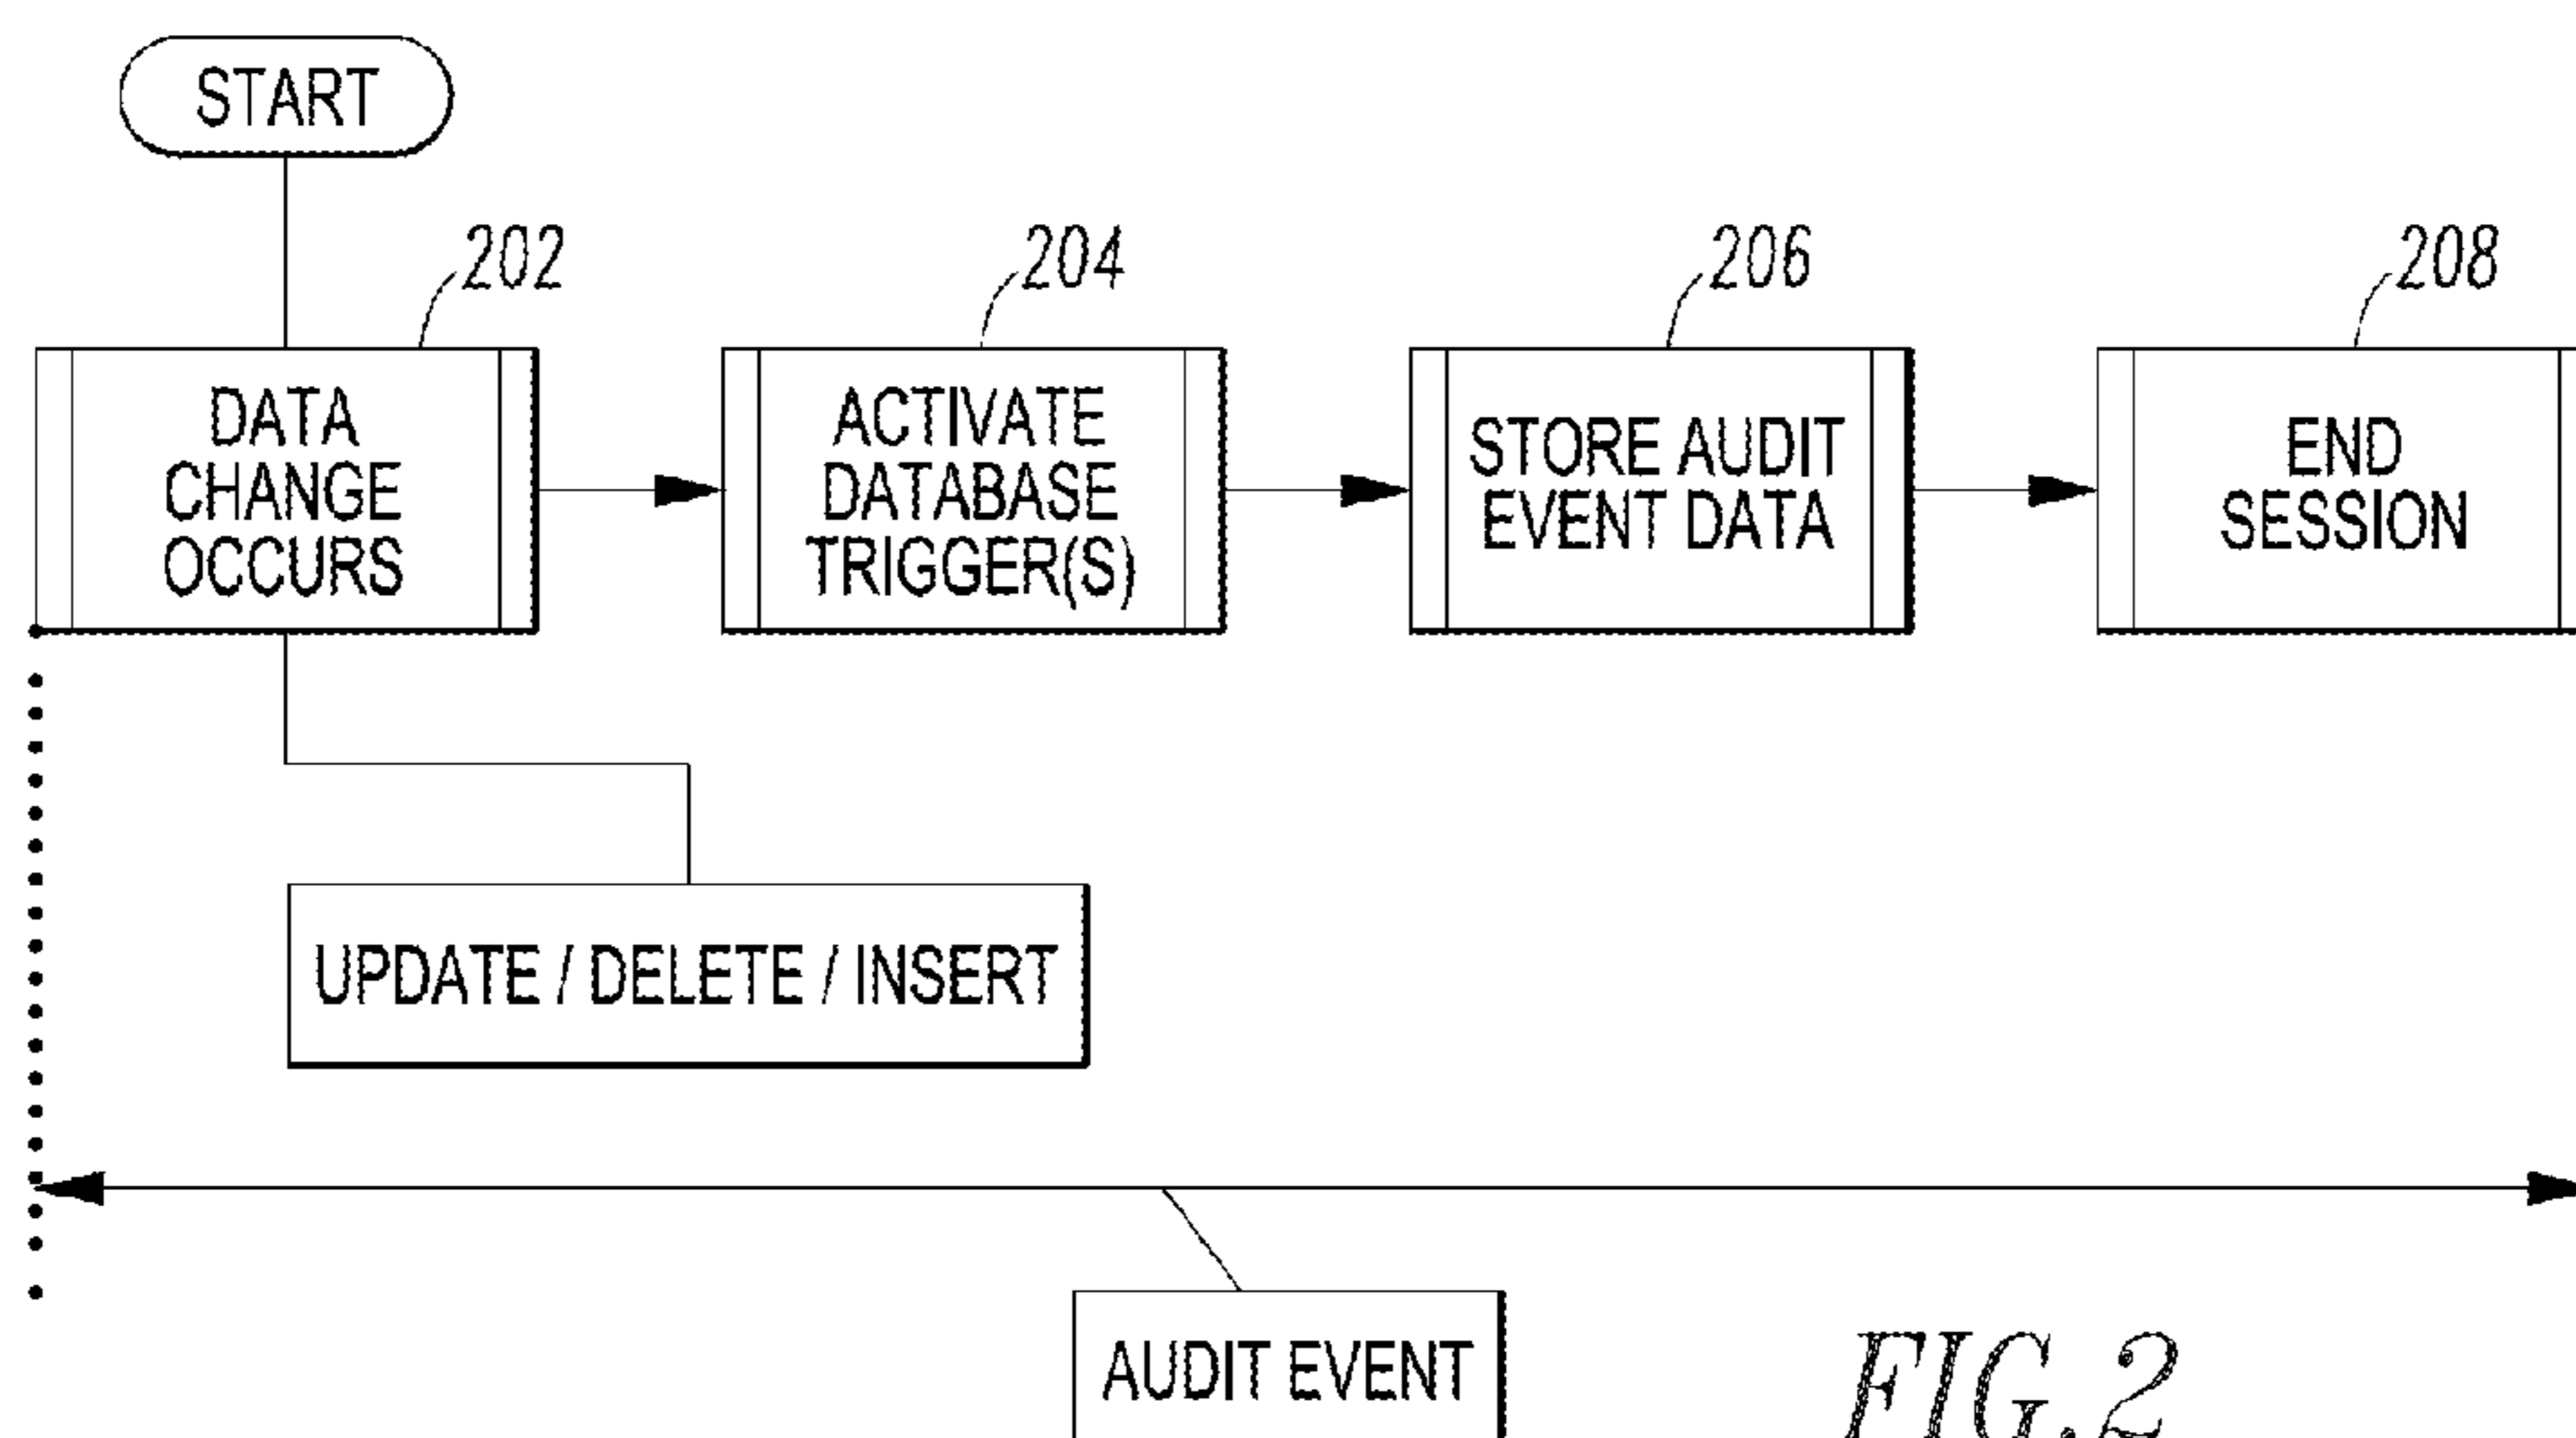 START
202
204
206
208
DATA
CHANGE
OCCURS
ACTIVATE
DATABASE
TRIGGER(S)
STORE AUDIT
EVENT DATA
END
SESSION
UPDATE / DELETE / INSERT
AUDIT EVENT
FIG.2